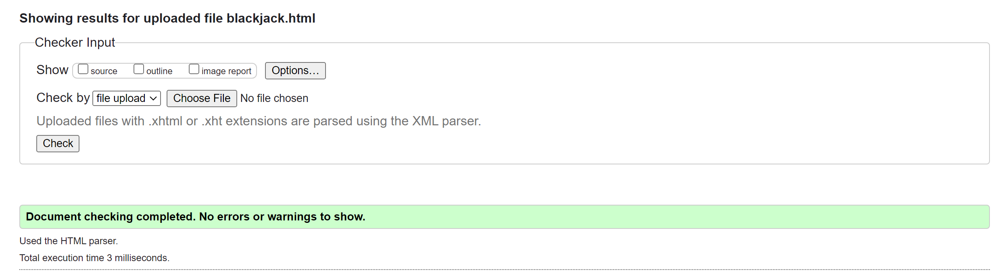 Showing results for uploaded file blackjack.html
Checker Input
Show source outline image report Options...
Check by file upload Choose File No file chosen
Uploaded files with .xhtml or .xht extensions are parsed using the XML parser.
Check
Document checking completed. No errors or warnings to show.
Used the HTML parser.
Total execution time 3 milliseconds.